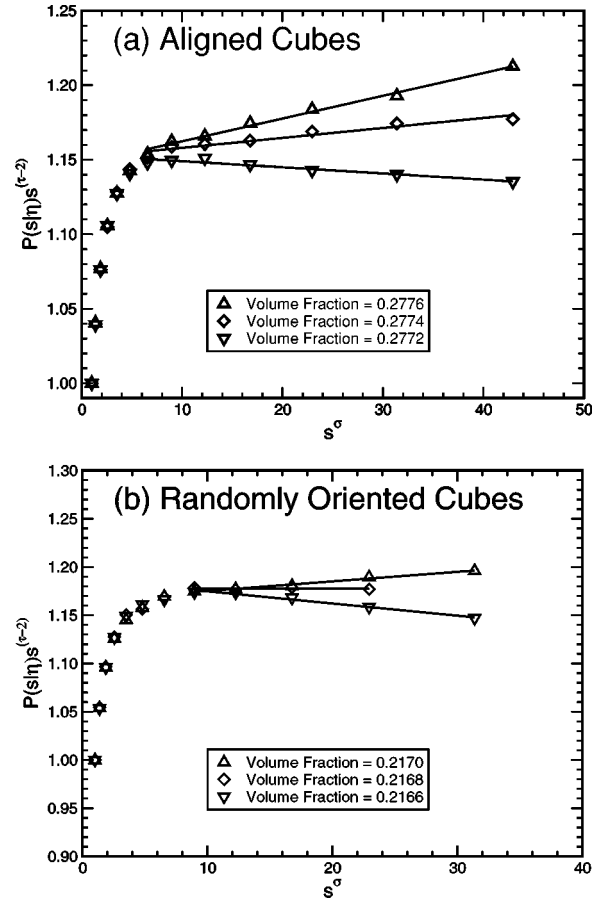 (a) Aligned Cubes
1.25
1.20
1.15
1.10
1.05
1.00
P(s|η)s^(τ−2)
Volume Fraction = 0.2776
Volume Fraction = 0.2774
Volume Fraction = 0.2772
0 10 20 30 40 50
s^σ
(b) Randomly Oriented Cubes
1.30
1.25
1.20
1.15
1.10
1.05
1.00
0.95
0.90
P(s|η)s^(τ−2)
Volume Fraction = 0.2170
Volume Fraction = 0.2168
Volume Fraction = 0.2166
0 10 20 30 40
s^σ